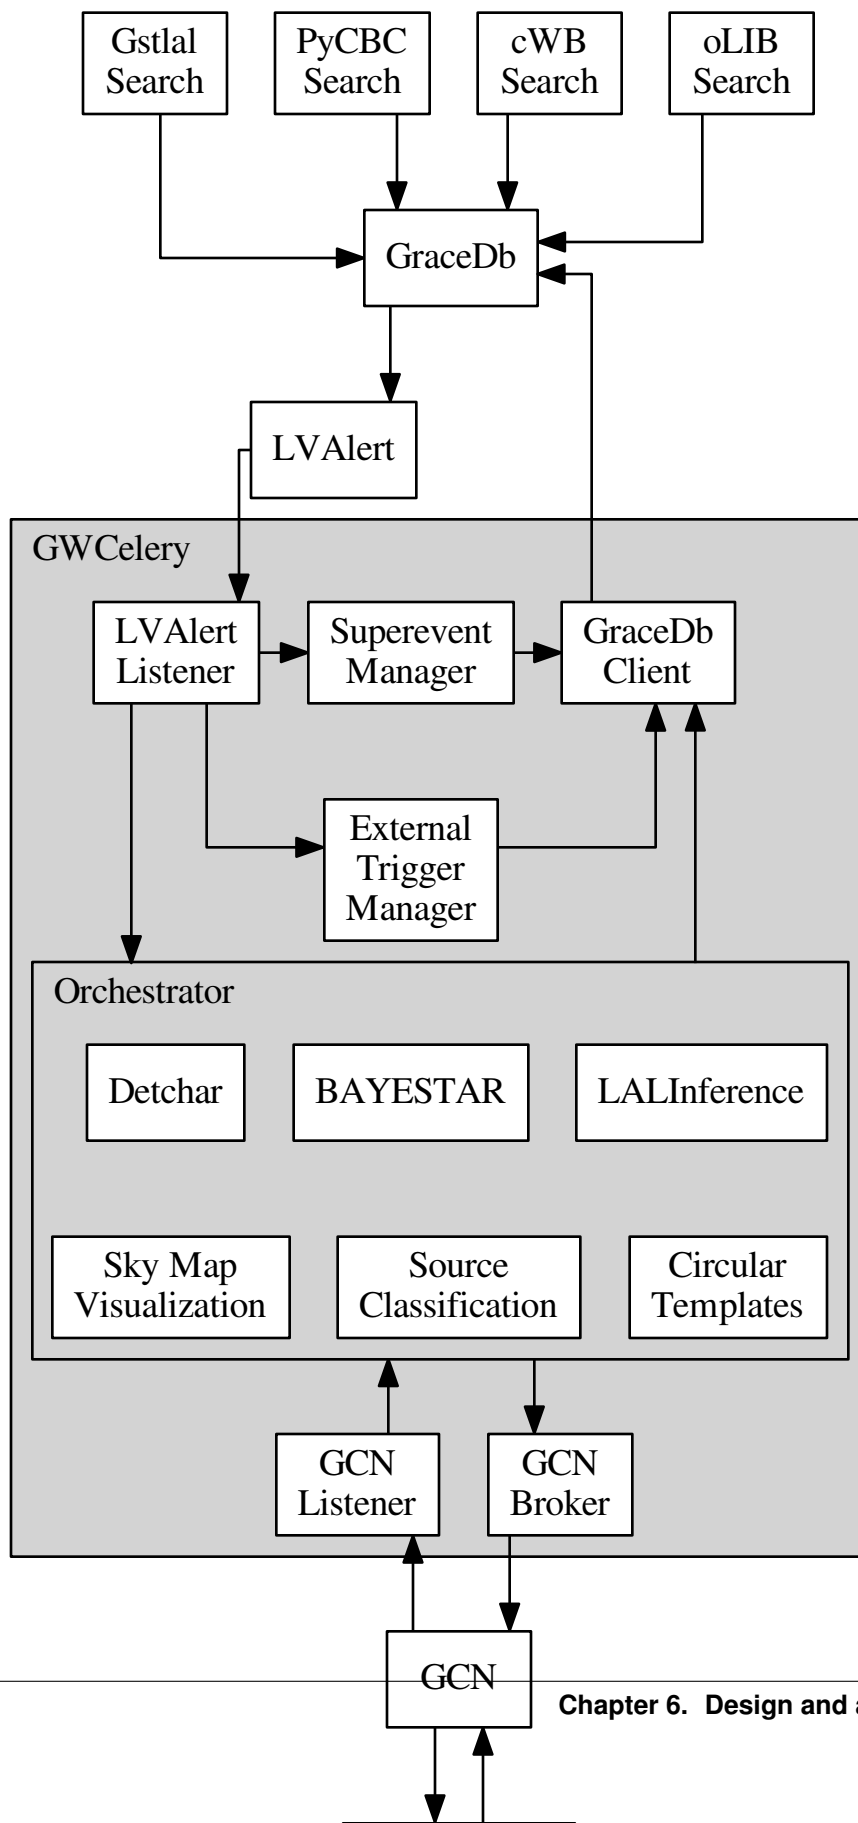 Gstlal
Search
PyCBC
Search
cWB
Search
oLIB
Search
GraceDb
LVAlert
GWCelery
LVAlert
Listener
Superevent
Manager
GraceDb
Client
External
Trigger
Manager
Orchestrator
Detchar
BAYESTAR
LALInference
Sky Map
Visualization
Source
Classification
Circular
Templates
GCN
Listener
GCN
Broker
GCN
Chapter 6. Design and